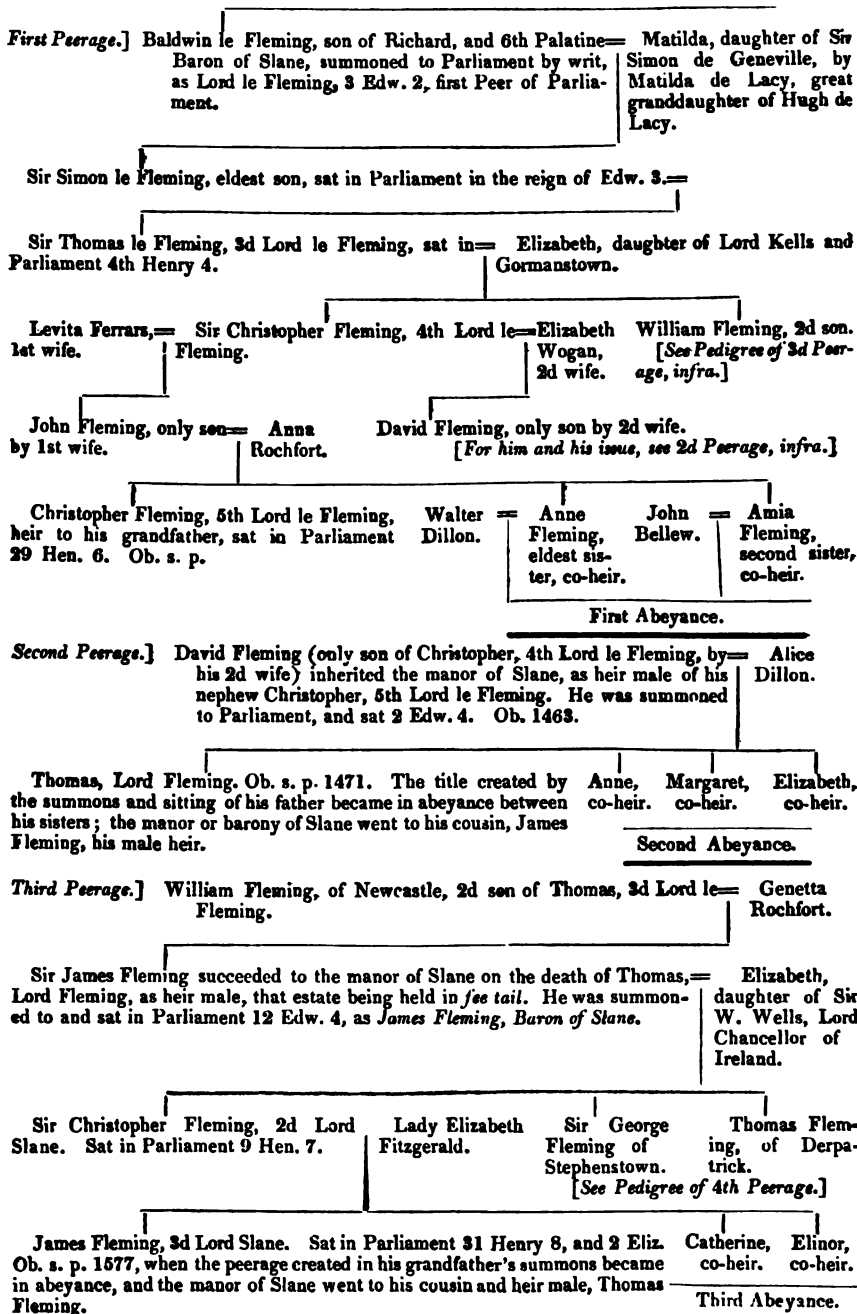 First Peerage.] Baldwin le Fleming, son of Richard, and 6th Palatine= Matilda, daughter of Sir
Baron of Slane, summoned to Parliament by writ, Simon de Geneville, by
as Lord le Fleming, 3 Edw. 2, first Peer of Parlia- Matilda de Lacy, great
ment. granddaughter of Hugh de
Lacy.
Sir Simon le Fleming, eldest son, sat in Parliament in the reign of Edw. 3.=
Sir Thomas le Fleming, 3d Lord le Fleming, sat in= Elizabeth, daughter of Lord Kells and
Parliament 4th Henry 4. Gormanstown.
Levita Ferrars,= Sir Christopher Fleming, 4th Lord le=Elizabeth William Fleming, 2d son.
1st wife. Fleming. Wogan, [See Pedigree of 3d Peer-
2d wife. age, infra.]
John Fleming, only son= Anna David Fleming, only son by 2d wife.
by 1st wife. Rochfort. [For him and his issue, see 2d Peerage, infra.]
Christopher Fleming, 5th Lord le Fleming, Walter = Anne John = Amia
heir to his grandfather, sat in Parliament Dillon. Fleming, Bellew. Fleming,
29 Hen. 6. Ob. s. p. eldest sis- second sister,
ter, co-heir. co-heir.
First Abeyance.
Second Peerage.] David Fleming (only son of Christopher, 4th Lord le Fleming, by= Alice
his 2d wife) inherited the manor of Slane, as heir male of his Dillon.
nephew Christopher, 5th Lord le Fleming. He was summoned
to Parliament, and sat 2 Edw. 4. Ob. 1463.
Thomas, Lord Fleming. Ob. s. p. 1471. The title created by Anne, Margaret, Elizabeth,
the summons and sitting of his father became in abeyance between co-heir. co-heir. co-heir.
his sisters; the manor or barony of Slane went to his cousin, James
Fleming, his male heir. Second Abeyance.
Third Peerage.] William Fleming, of Newcastle, 2d son of Thomas, 3d Lord le= Genetta
Fleming. Rochfort.
Sir James Fleming succeeded to the manor of Slane on the death of Thomas,= Elizabeth,
Lord Fleming, as heir male, that estate being held in fee tail. He was summon- daughter of Sir
ed to and sat in Parliament 12 Edw. 4, as James Fleming, Baron of Slane. W. Wells, Lord
Chancellor of
Ireland.
Sir Christopher Fleming, 2d Lord Lady Elizabeth Sir George Thomas Flem-
Slane. Sat in Parliament 9 Hen. 7. Fitzgerald. Fleming of ing, of Derpa-
Stephenstown. trick.
[See Pedigree of 4th Peerage.]
James Fleming, 3d Lord Slane. Sat in Parliament 31 Henry 8, and 2 Eliz. Catherine, Elinor,
Ob. s. p. 1577, when the peerage created in his grandfather's summons became co-heir. co-heir.
in abeyance, and the manor of Slane went to his cousin and heir male, Thomas
Fleming. Third Abeyance.